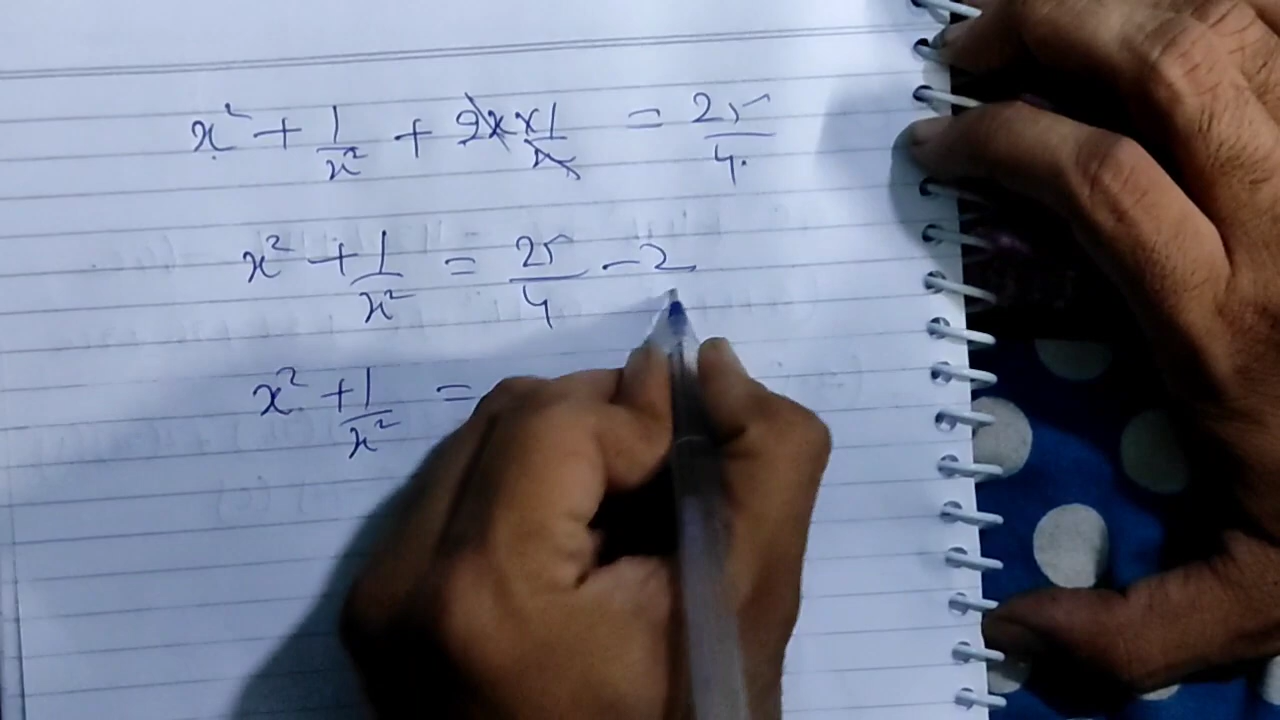 x² + 1/x² + 2x × 1/x = 25/4.
x² + 1/x² = 25/4 - 2
x² + 1/x² =